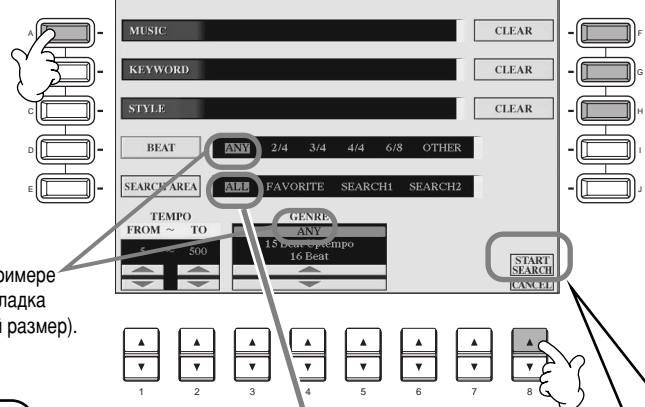 A
MUSIC
CLEAR
F
KEYWORD
CLEAR
G
C
STYLE
CLEAR
H
D
BEAT
ANY 2/4 3/4 4/4 6/8 OTHER
I
E
SEARCH AREA
ALL FAVORITE SEARCH1 SEARCH2
J
TEMPO
FROM ~ TO
5 ~ 500
GENRE
ANY
16 Beat
START
SEARCH
CANCEL
римере
ладка
размер).
1 2 3 4 5 6 7 8